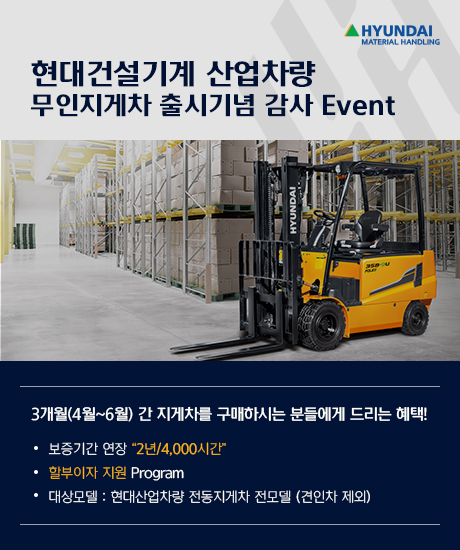 HYUNDAI
MATERIAL HANDLING
현대건설기계 산업차량
무인지게차 출시기념 감사 Event
HYUNDAI
3개월(4월~6월) 간 지게차를 구매하시는 분들에게 드리는 혜택!
• 보증기간 연장 “2년/4,000시간”
• 할부이자 지원 Program
• 대상모델 : 현대산업차량 전동지게차 전모델 (견인차 제외)